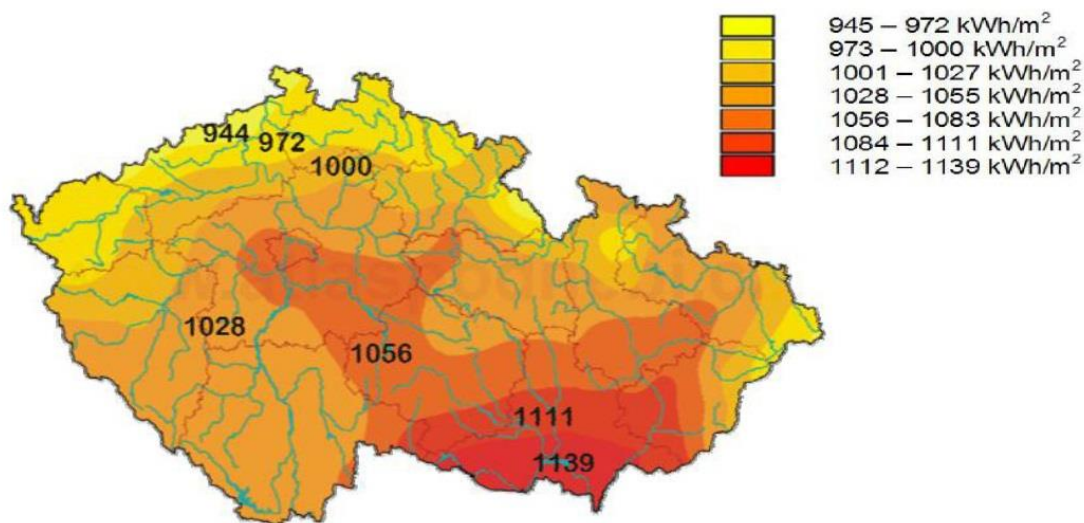 945 – 972 kWh/m²
973 – 1000 kWh/m²
1001 – 1027 kWh/m²
1028 – 1055 kWh/m²
1056 – 1083 kWh/m²
1084 – 1111 kWh/m²
1112 – 1139 kWh/m²
944
972
1000
1028
1056
1111
1139